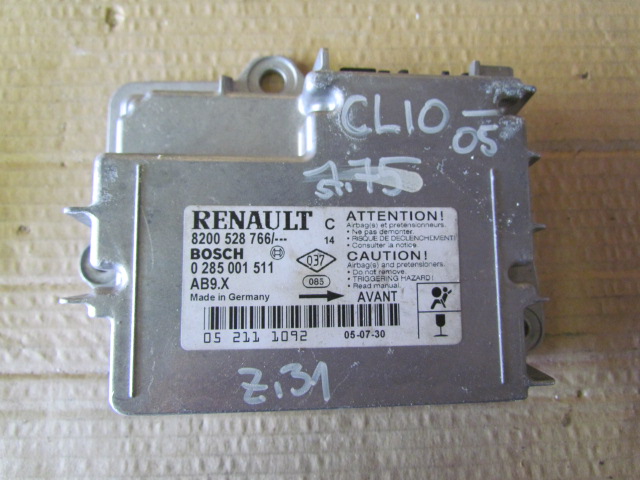 CLIO -05
7.75
RENAULT C
8200 528 766/--- 14
BOSCH
0 285 001 511
AB9.X
Made in Germany
037
085
ATTENTION!
Airbag(s) et pretensionneurs.
• Ne pas demonter.
• RISQUE DE DECLENCHEMENT!
• Consulter la notice.
CAUTION!
Airbag(s) and pretensioners.
• Do not remove.
• TRIGGERING HAZARD!
• Read manual.
AVANT
05 211 1092 05-07-30
Z.31